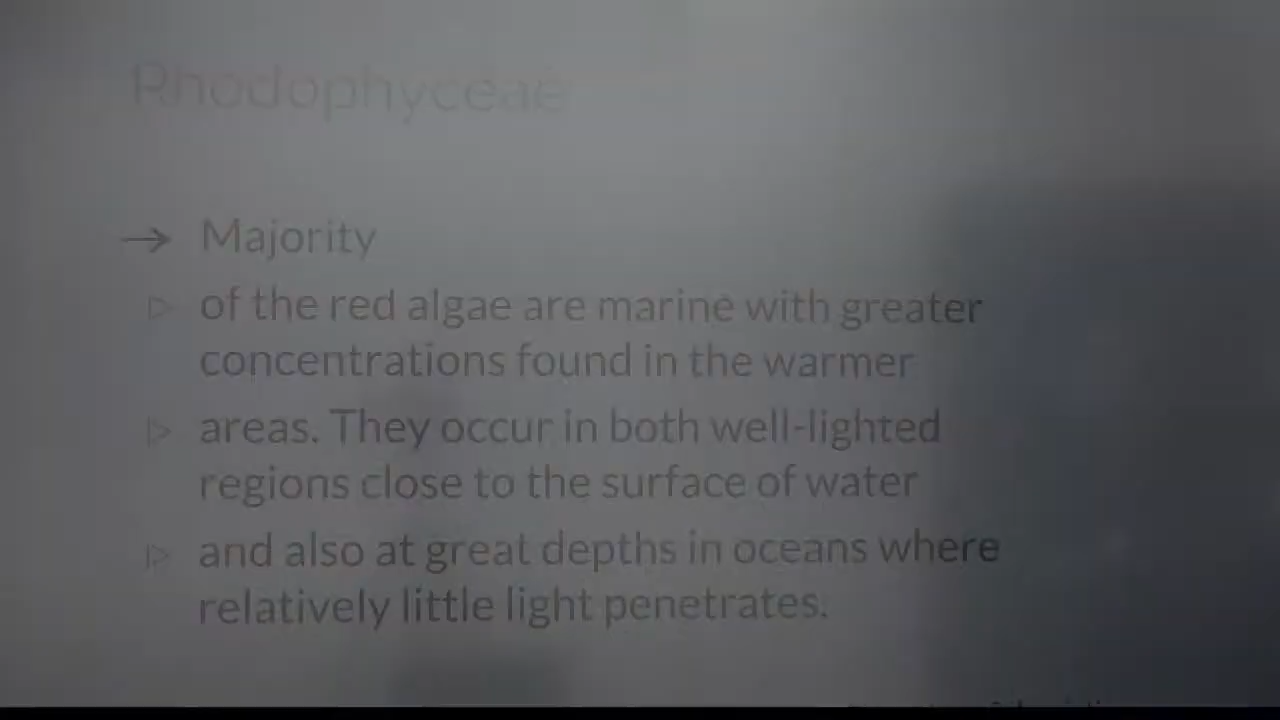 Rhodophyceae
→ Majority
▷ of the red algae are marine with greater
concentrations found in the warmer
▷ areas. They occur in both well-lighted
regions close to the surface of water
▷ and also at great depths in oceans where
relatively little light penetrates.